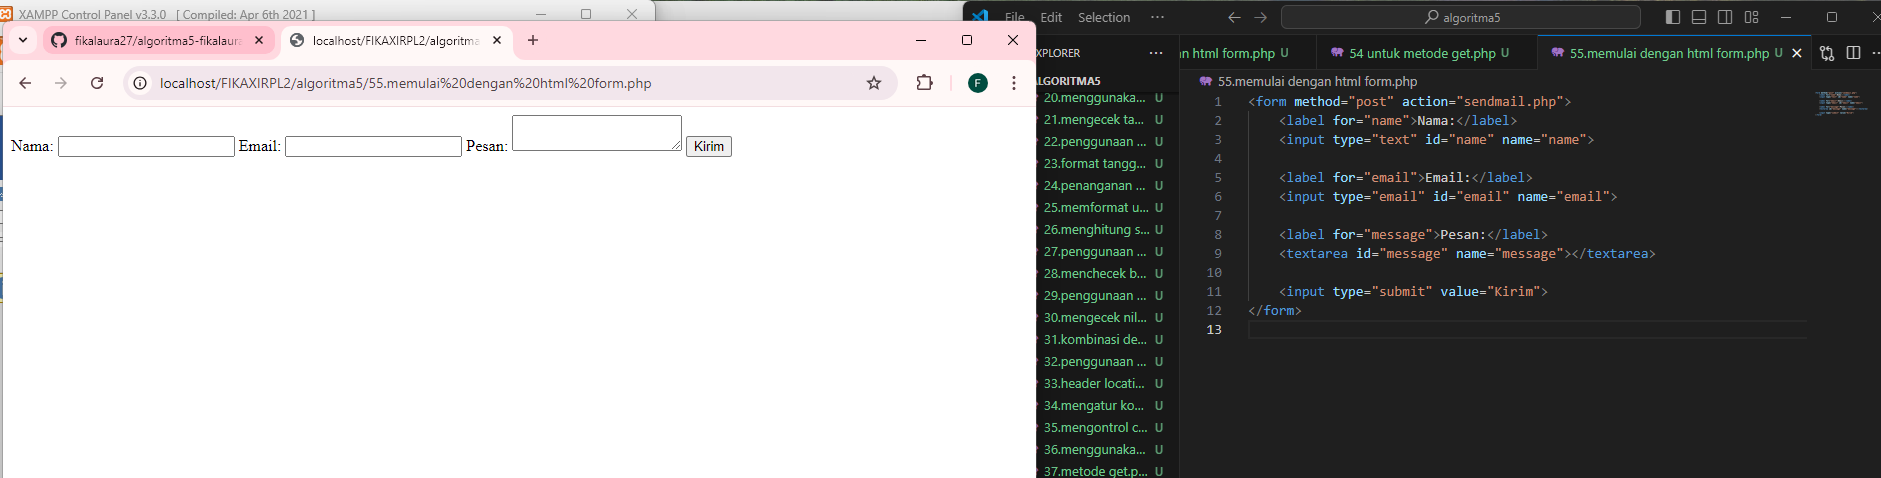 XAMPP Control Panel v3.3.0 [ Compiled: Apr 6th 2021 ]
fikalaura27/algoritma5-fikalaura
localhost/FIKAXIRPL2/algoritma
localhost/FIKAXIRPL2/algoritma5/55.memulai%20dengan%20html%20form.php
F
Nama:
Email:
Pesan:
Kirim
File Edit Selection ···
algoritma5
XPLORER ···
ALGORITMA5
20.menggunaka... U
21.mengecek ta... U
22.penggunaan ... U
23.format tangg... U
24.penanganan ... U
25.memformat u... U
26.menghitung s... U
27.penggunaan ... U
28.menchecek b... U
29.penggunaan ... U
30.mengecek nil... U
31.kombinasi de... U
32.penggunaan ... U
33.header locati... U
34.mengatur ko... U
35.mengontrol c... U
36.menggunaka... U
37.metode get.p... U
an html form.php U
54 untuk metode get.php U
55.memulai dengan html form.php U
55.memulai dengan html form.php
1 <form method="post" action="sendmail.php">
2 <label for="name">Nama:</label>
3 <input type="text" id="name" name="name">
4
5 <label for="email">Email:</label>
6 <input type="email" id="email" name="email">
7
8 <label for="message">Pesan:</label>
9 <textarea id="message" name="message"></textarea>
10
11 <input type="submit" value="Kirim">
12 </form>
13